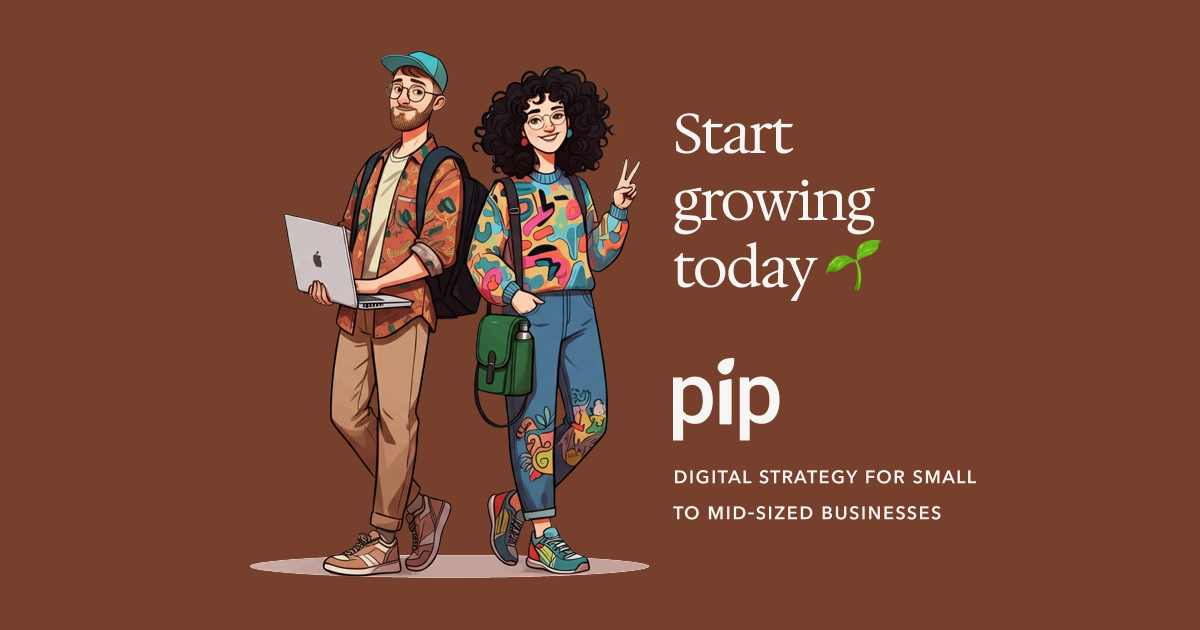 Start
growing
today🌱
pip
DIGITAL STRATEGY FOR SMALL
TO MID-SIZED BUSINESSES